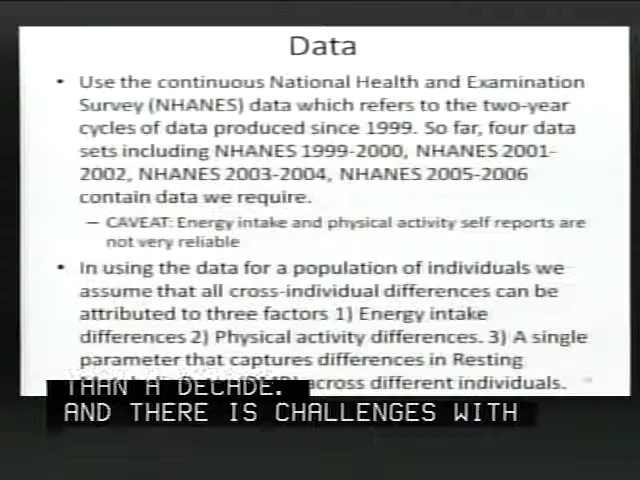 Data
• Use the continuous National Health and Examination
Survey (NHANES) data which refers to the two-year
cycles of data produced since 1999. So far, four data
sets including NHANES 1999-2000, NHANES 2001-
2002, NHANES 2003-2004, NHANES 2005-2006
contain data we require.
– CAVEAT: Energy intake and physical activity self reports are
not very reliable
• In using the data for a population of individuals we
assume that all cross-individual differences can be
attributed to three factors 1) Energy intake
differences 2) Physical activity differences. 3) A single
parameter that captures differences in Resting
across different individuals.
THAN A DECADE.
AND THERE IS CHALLENGES WITH